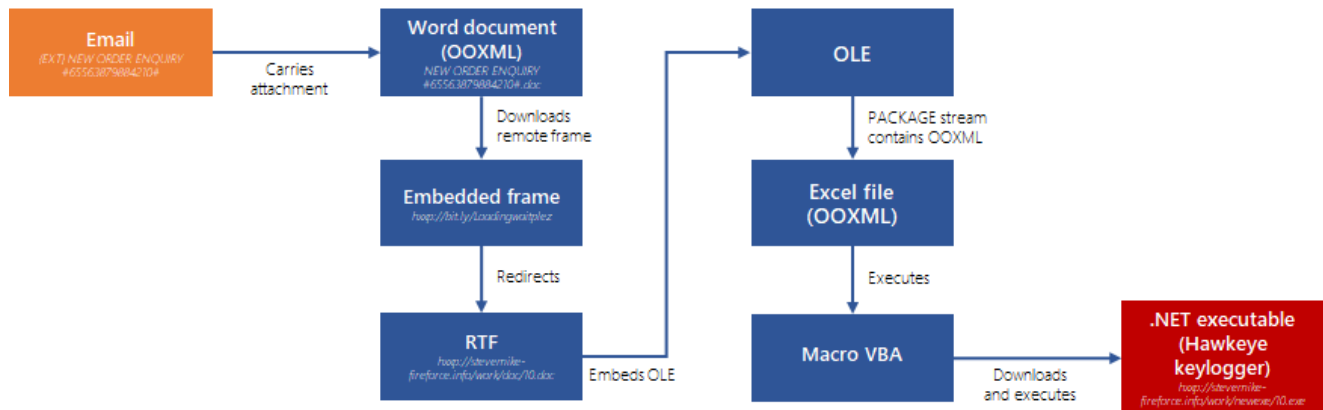 Email
(EXT) NEW ORDER ENQUIRY
#65563879884210#
Carries
attachment
Word document
(OOXML)
NEW ORDER ENQUIRY
#65563879884210#.doc
Downloads
remote frame
Embedded frame
hxxp://bit.ly/Loadingwaitplez
Redirects
RTF
hxxp://stevemike-
fireforce.info/work/doc/10.doc
Embeds OLE
OLE
PACKAGE stream
contains OOXML
Excel file
(OOXML)
Executes
Macro VBA
Downloads
and executes
.NET executable
(Hawkeye
keylogger)
hxxp://stevemike-
fireforce.info/work/newexe/10.exe